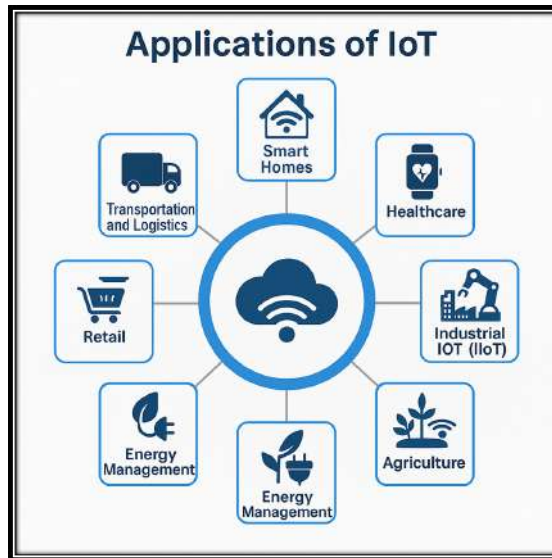 Applications of IoT
Smart
Homes
Transportation
and Logistics
Healthcare
Retail
Industrial
IOT (IIoT)
Energy
Management
Agriculture
Energy
Management